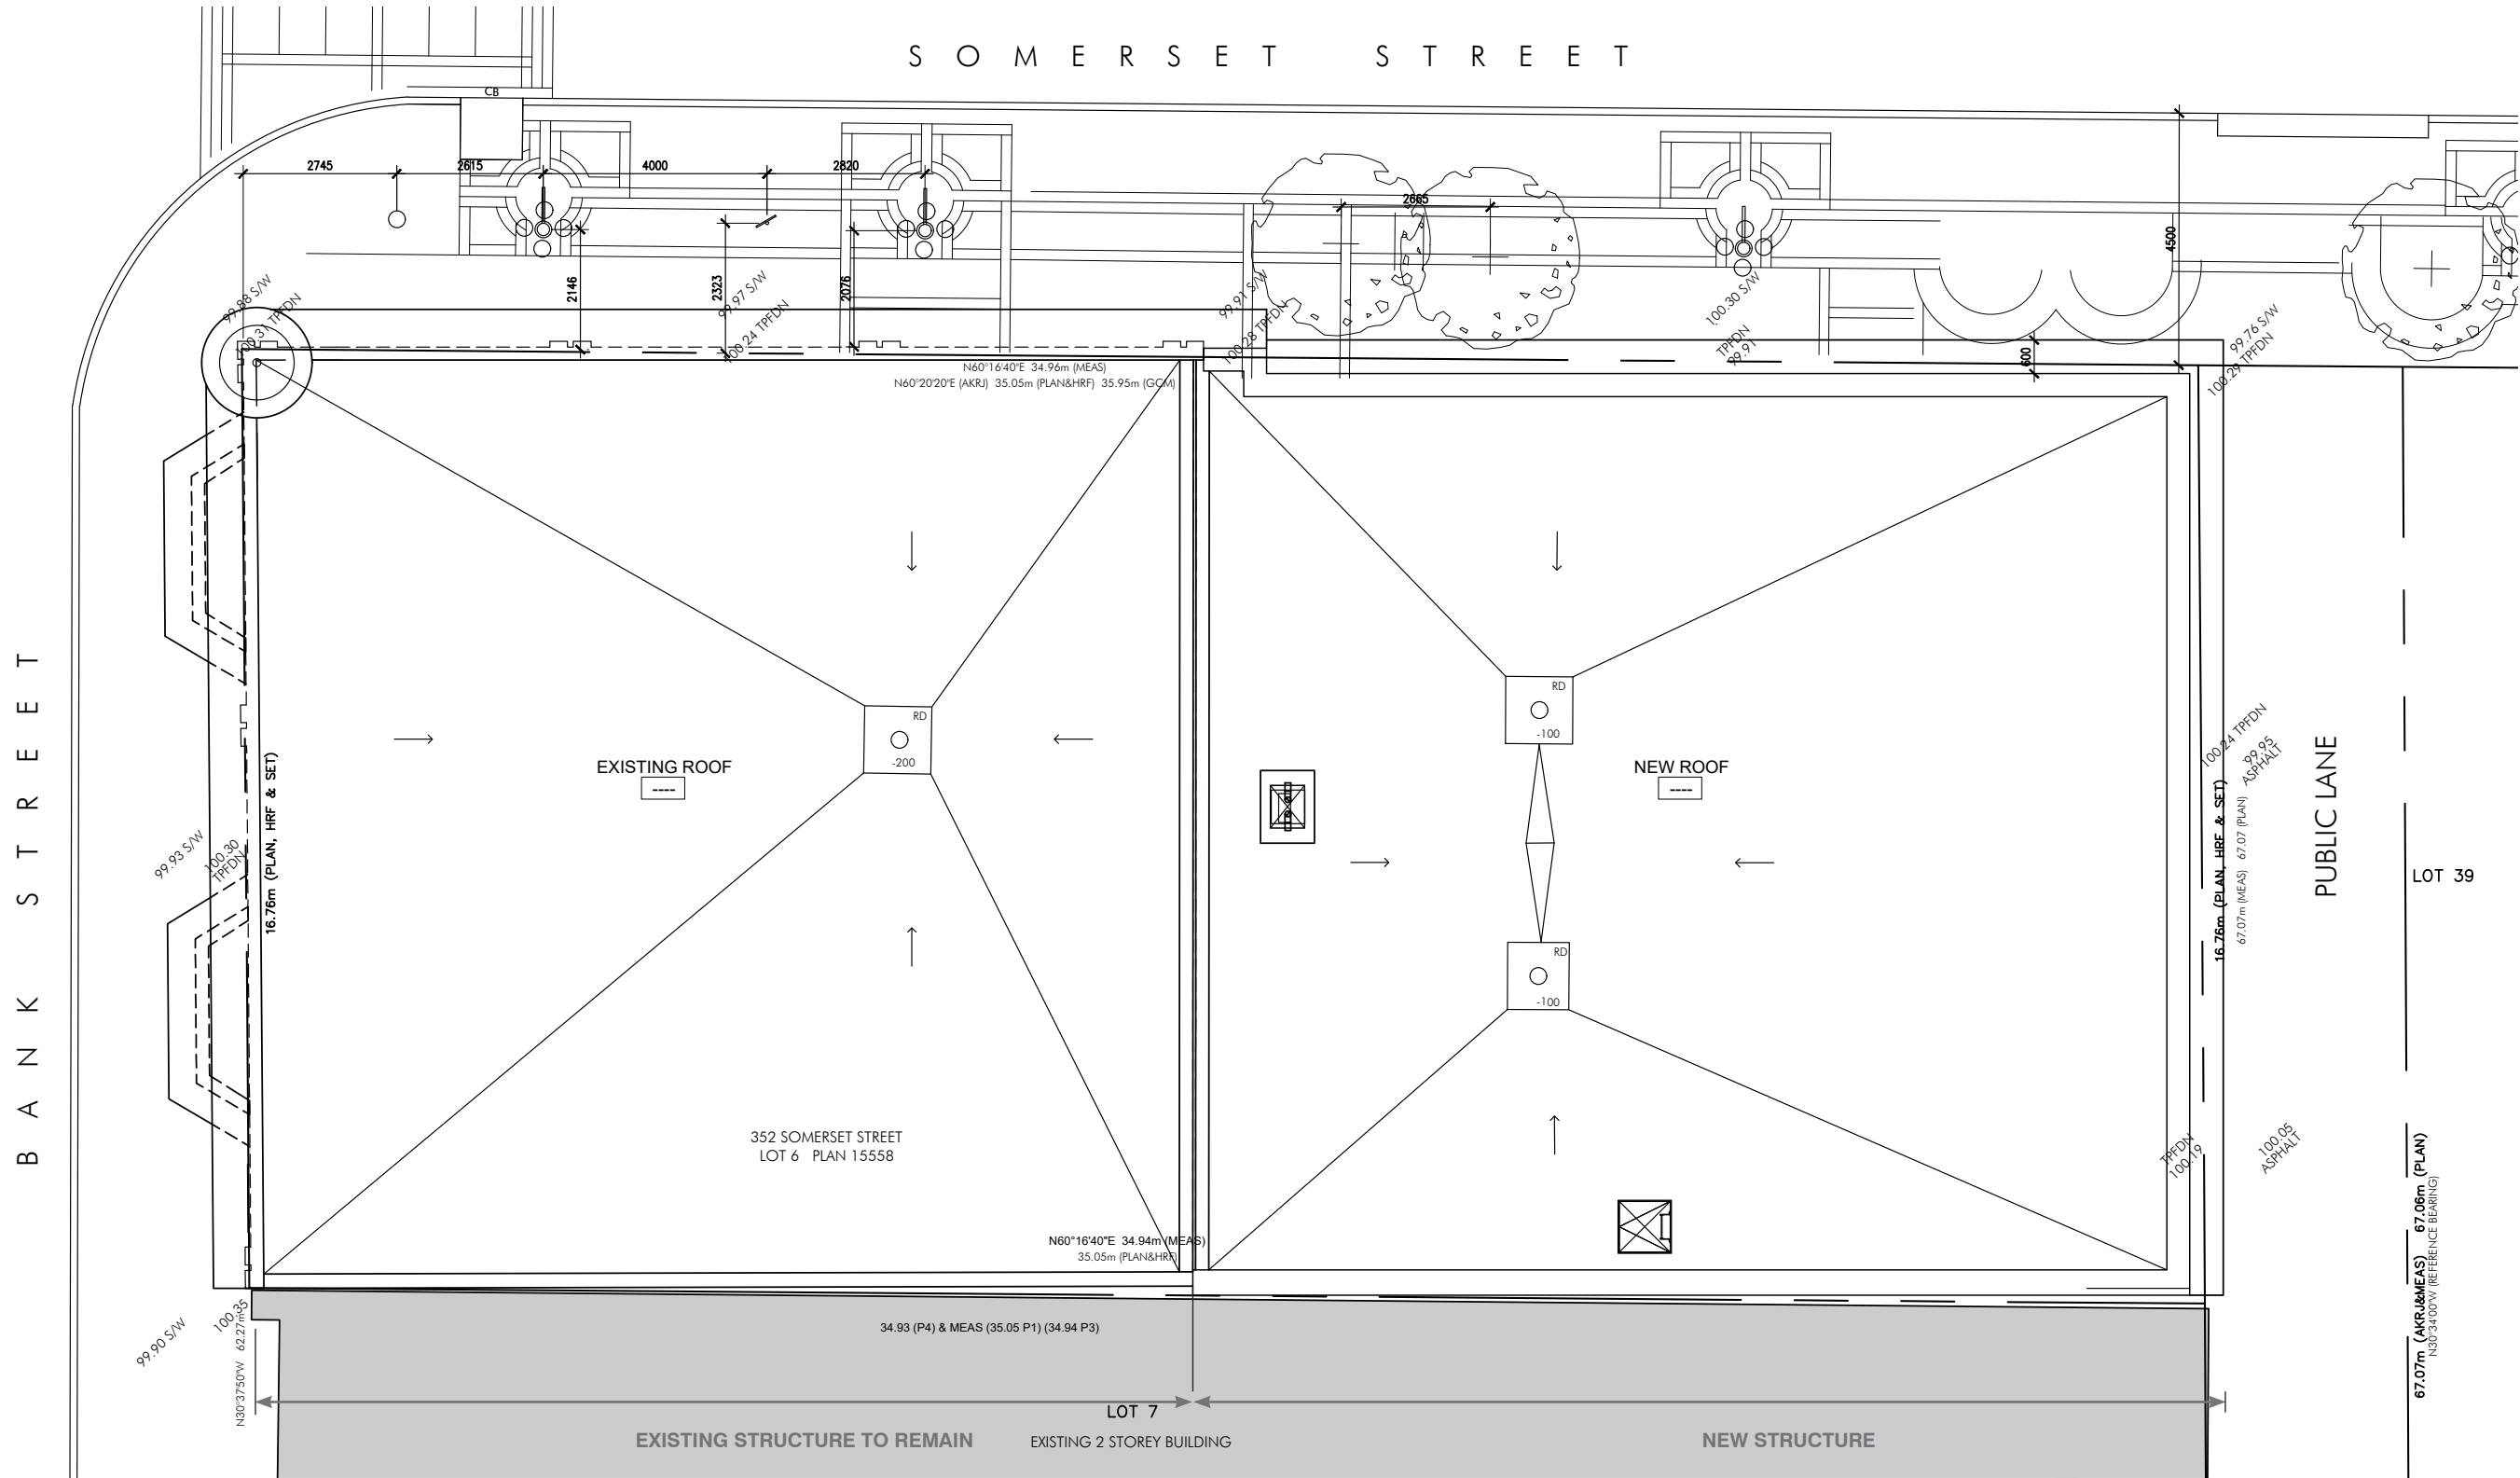 SOMERSET STREET
CB
2745
2615
4000
2820
2665
4500
2146
2323
2076
600
99.88 S/W
100.31 TPFDN
99.97 S/W
100.24 TPFDN
99.91 S/W
100.28 TPFDN
100.30 S/W
TPFDN
99.91
99.76 S/W
100.29 TPFDN
N60°16'40"E 34.96m (MEAS)
N60°20'20"E (AKRJ) 35.05m (PLAN&HRF) 35.95m (GCM)
BANK STREET
16.76m (PLAN, HRF & SET)
99.93 S/W
100.30
TPFDN
EXISTING ROOF
----
RD
-200
RD
-100
NEW ROOF
----
RD
-100
100.24 TPFDN
99.95
ASPHALT
16.76m (PLAN, HRF & SET)
67.07m (MEAS) 67.07 (PLAN)
PUBLIC LANE
LOT 39
352 SOMERSET STREET
LOT 6 PLAN 15558
TPFDN
100.19
100.05
ASPHALT
67.07m (AKRJ&MEAS) 67.06m (PLAN)
N30°34'00"W (REFERENCE BEARING)
N60°16'40"E 34.94m (MEAS)
35.05m (PLAN&HRF)
99.90 S/W
100.35
N30°37'50"W 62.27m
34.93 (P4) & MEAS (35.05 P1) (34.94 P3)
LOT 7
EXISTING STRUCTURE TO REMAIN
EXISTING 2 STOREY BUILDING
NEW STRUCTURE